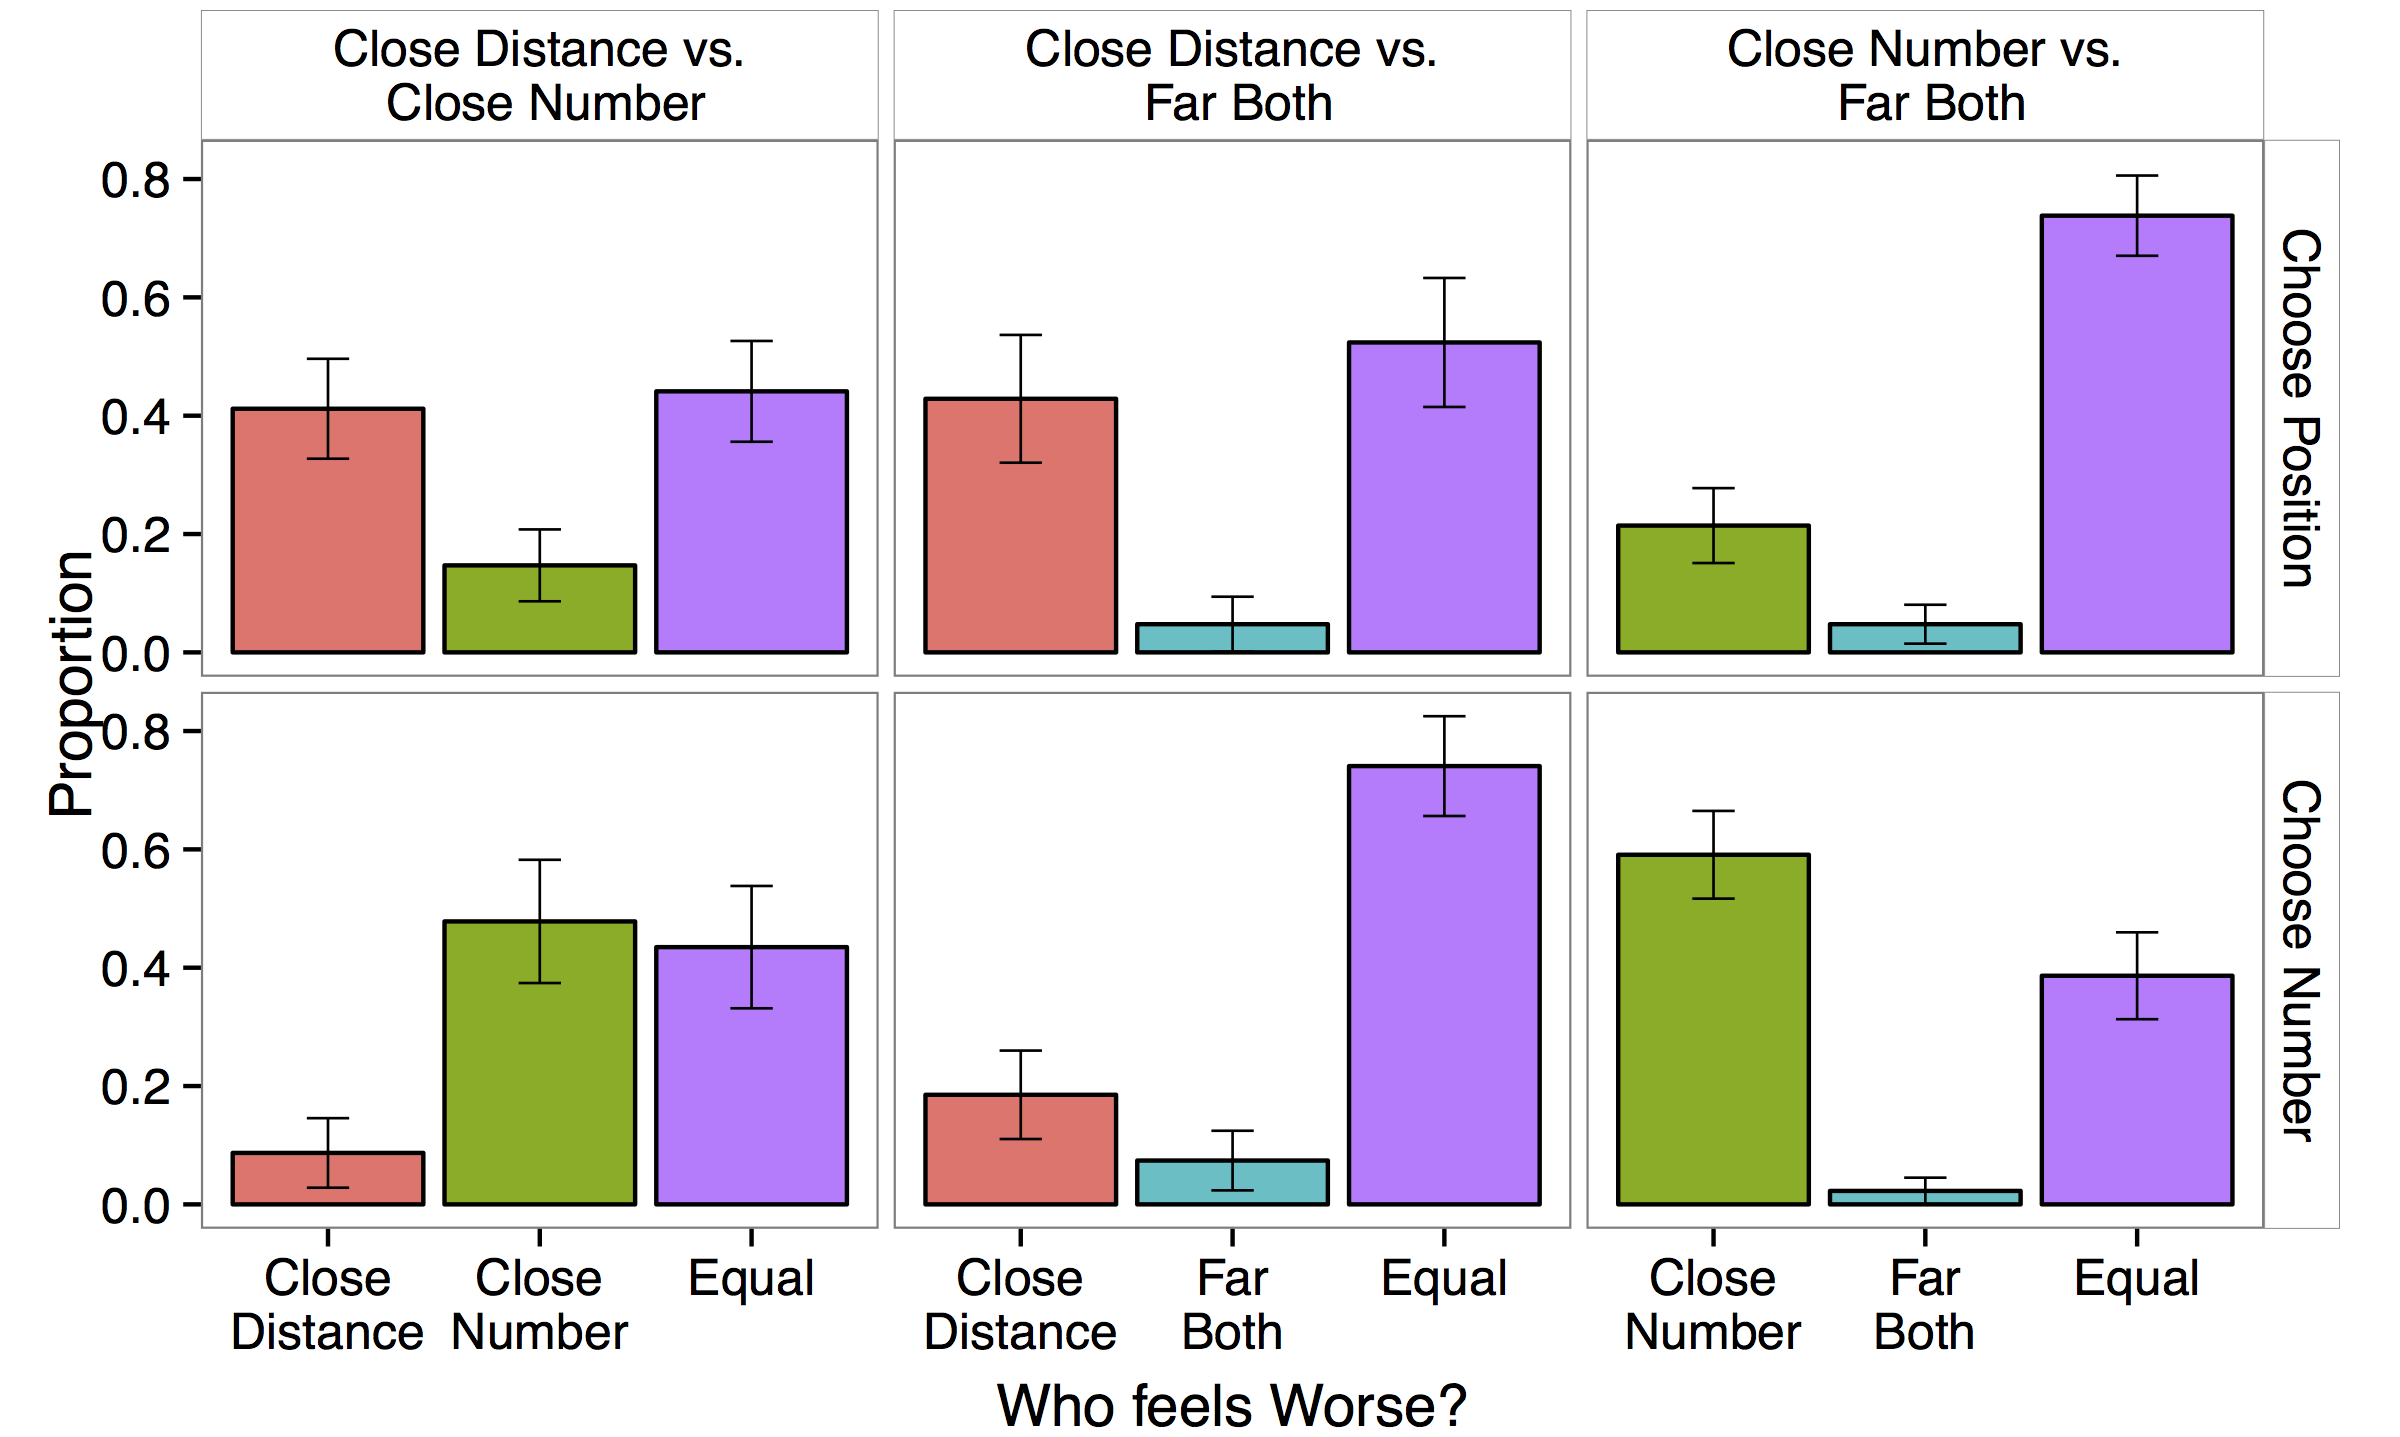 Close Distance vs.
Close Number
Close Distance vs.
Far Both
Close Number vs.
Far Both
0.8
0.6
0.4
0.2
0.0
Choose Position
Proportion
0.8
0.6
0.4
0.2
0.0
Choose Number
Close
Distance
Close
Number
Equal
Close
Distance
Far
Both
Equal
Close
Number
Far
Both
Equal
Who feels Worse?